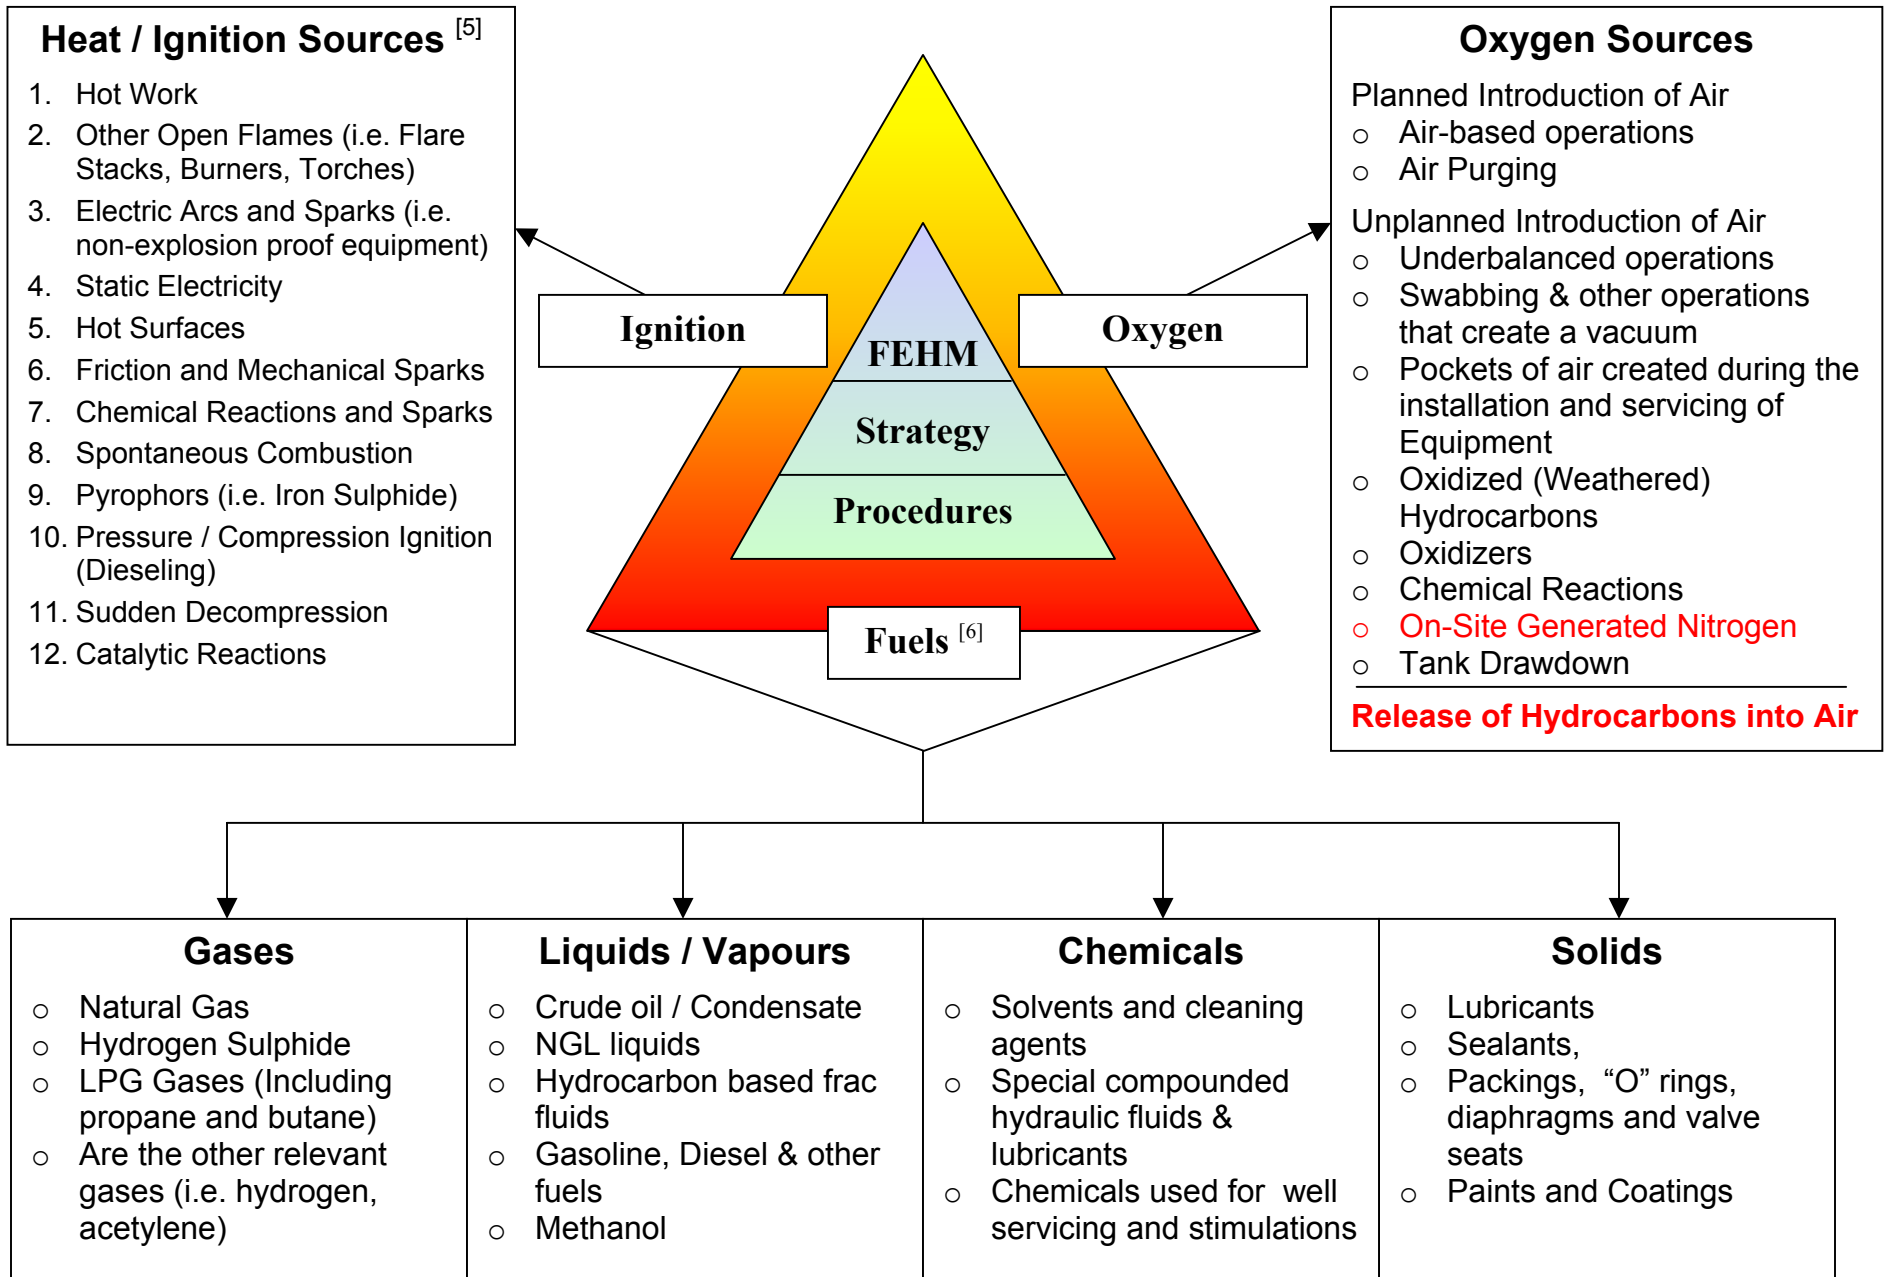 Heat / Ignition Sources [5]
1. Hot Work
2. Other Open Flames (i.e. Flare
Stacks, Burners, Torches)
3. Electric Arcs and Sparks (i.e.
non-explosion proof equipment)
4. Static Electricity
5. Hot Surfaces
6. Friction and Mechanical Sparks
7. Chemical Reactions and Sparks
8. Spontaneous Combustion
9. Pyrophors (i.e. Iron Sulphide)
10. Pressure / Compression Ignition
(Dieseling)
11. Sudden Decompression
12. Catalytic Reactions
Ignition
Oxygen
FEHM
Strategy
Procedures
Fuels [6]
Oxygen Sources
Planned Introduction of Air
o Air-based operations
o Air Purging
Unplanned Introduction of Air
o Underbalanced operations
o Swabbing & other operations
that create a vacuum
o Pockets of air created during the
installation and servicing of
Equipment
o Oxidized (Weathered)
Hydrocarbons
o Oxidizers
o Chemical Reactions
o On-Site Generated Nitrogen
o Tank Drawdown
Release of Hydrocarbons into Air
Gases
o Natural Gas
o Hydrogen Sulphide
o LPG Gases (Including
propane and butane)
o Are the other relevant
gases (i.e. hydrogen,
acetylene)
Liquids / Vapours
o Crude oil / Condensate
o NGL liquids
o Hydrocarbon based frac
fluids
o Gasoline, Diesel & other
fuels
o Methanol
Chemicals
o Solvents and cleaning
agents
o Special compounded
hydraulic fluids &
lubricants
o Chemicals used for well
servicing and stimulations
Solids
o Lubricants
o Sealants,
o Packings, “O” rings,
diaphragms and valve
seats
o Paints and Coatings